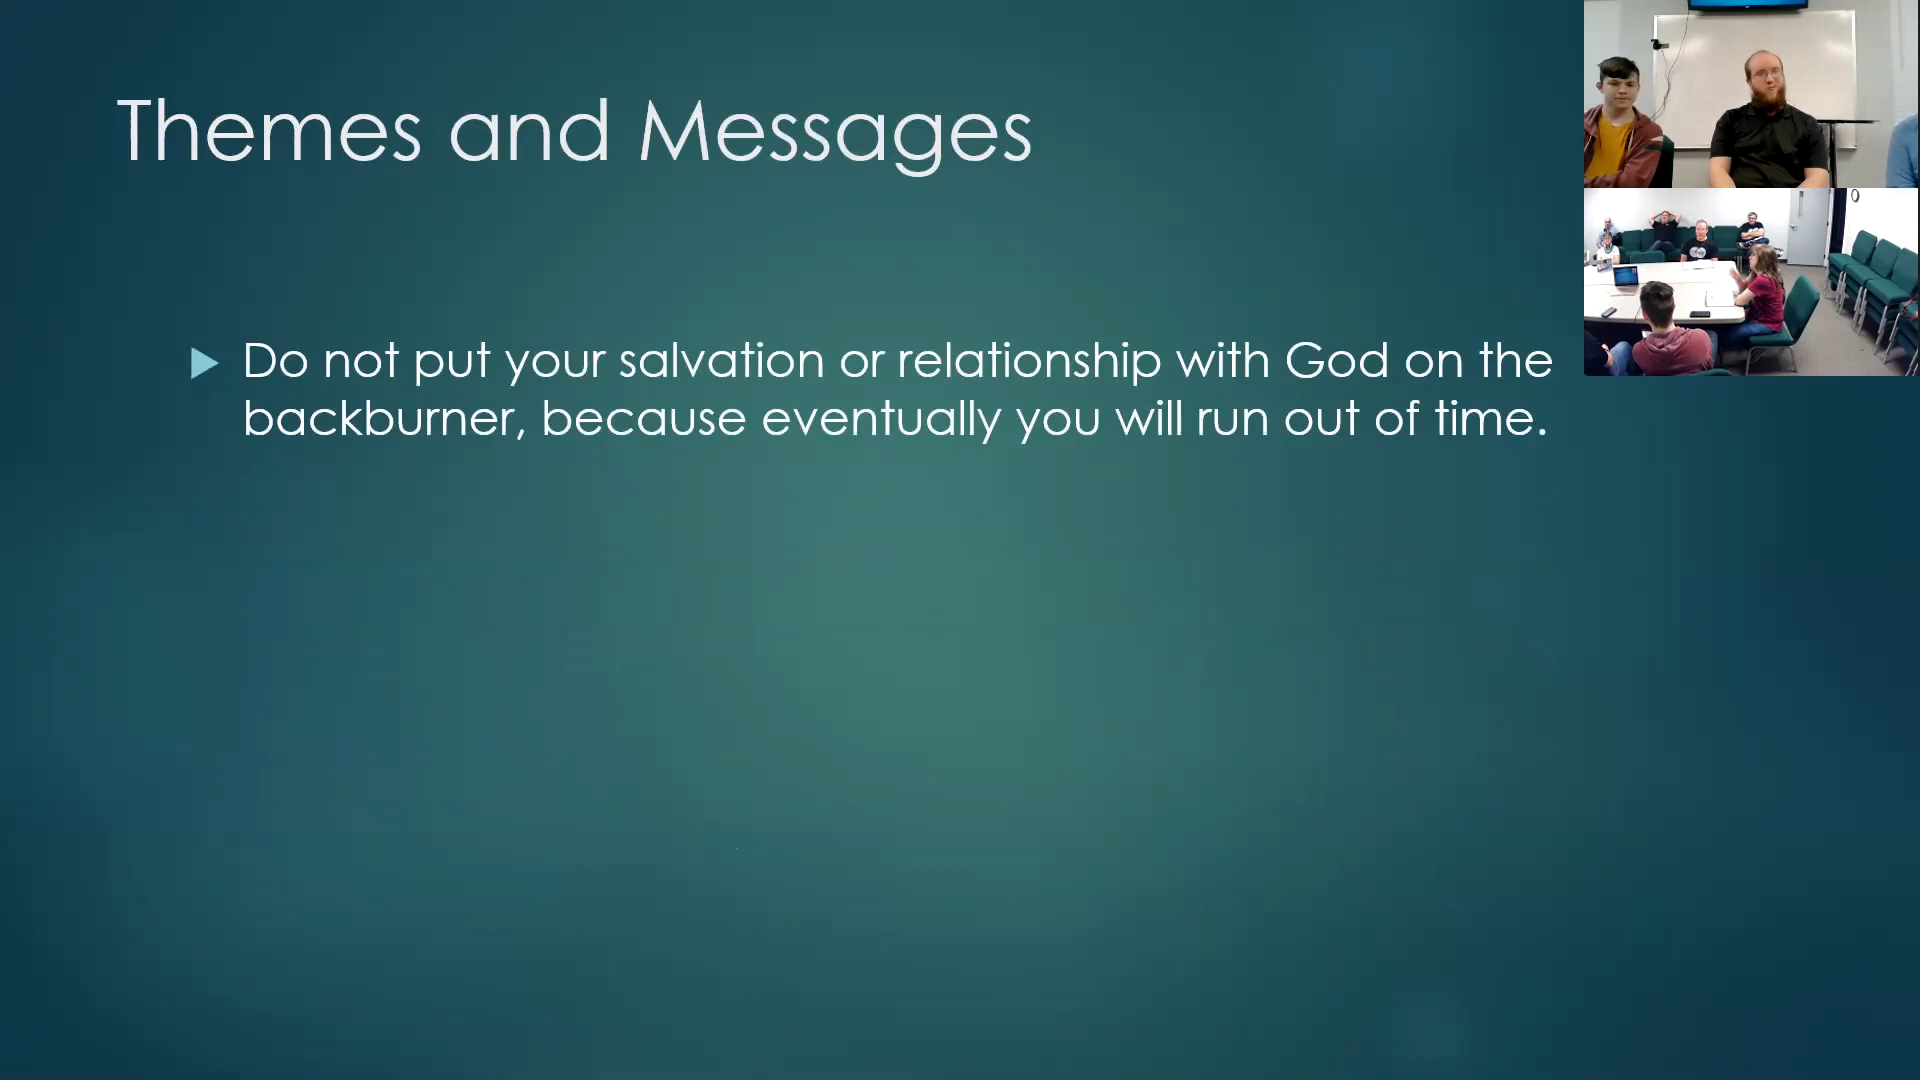 Themes and Messages
Do not put your salvation or relationship with God on the
backburner, because eventually you will run out of time.